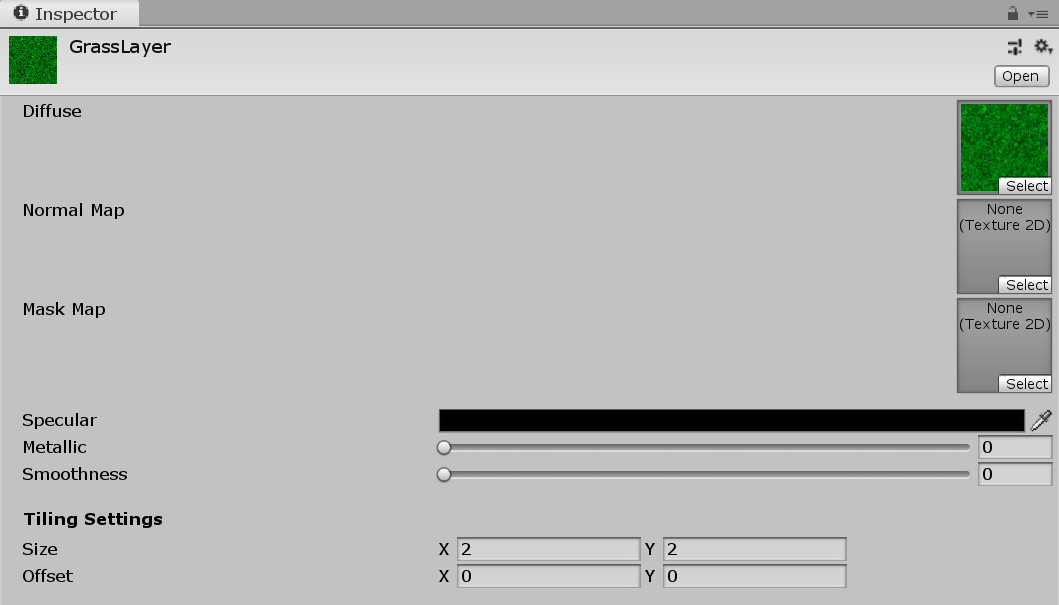 Inspector
GrassLayer
Open
Diffuse
Select
Normal Map
None
(Texture 2D)
Select
Mask Map
None
(Texture 2D)
Select
Specular
Metallic 0
Smoothness 0
Tiling Settings
Size X 2 Y 2
Offset X 0 Y 0